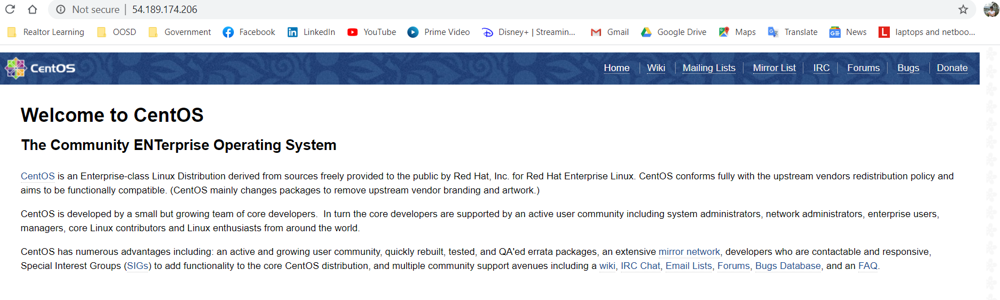 Not secure | 54.189.174.206
Realtor Learning OOSD Government Facebook LinkedIn YouTube Prime Video Disney+ | Streamin... Gmail Google Drive Maps Translate News laptops and netboo...
CentOS Home Wiki Mailing Lists Mirror List IRC Forums Bugs Donate
Welcome to CentOS
The Community ENTerprise Operating System
CentOS is an Enterprise-class Linux Distribution derived from sources freely provided to the public by Red Hat, Inc. for Red Hat Enterprise Linux. CentOS conforms fully with the upstream vendors redistribution policy and
aims to be functionally compatible. (CentOS mainly changes packages to remove upstream vendor branding and artwork.)
CentOS is developed by a small but growing team of core developers.  In turn the core developers are supported by an active user community including system administrators, network administrators, enterprise users,
managers, core Linux contributors and Linux enthusiasts from around the world.
CentOS has numerous advantages including: an active and growing user community, quickly rebuilt, tested, and QA'ed errata packages, an extensive mirror network, developers who are contactable and responsive,
Special Interest Groups (SIGs) to add functionality to the core CentOS distribution, and multiple community support avenues including a wiki, IRC Chat, Email Lists, Forums, Bugs Database, and an FAQ.